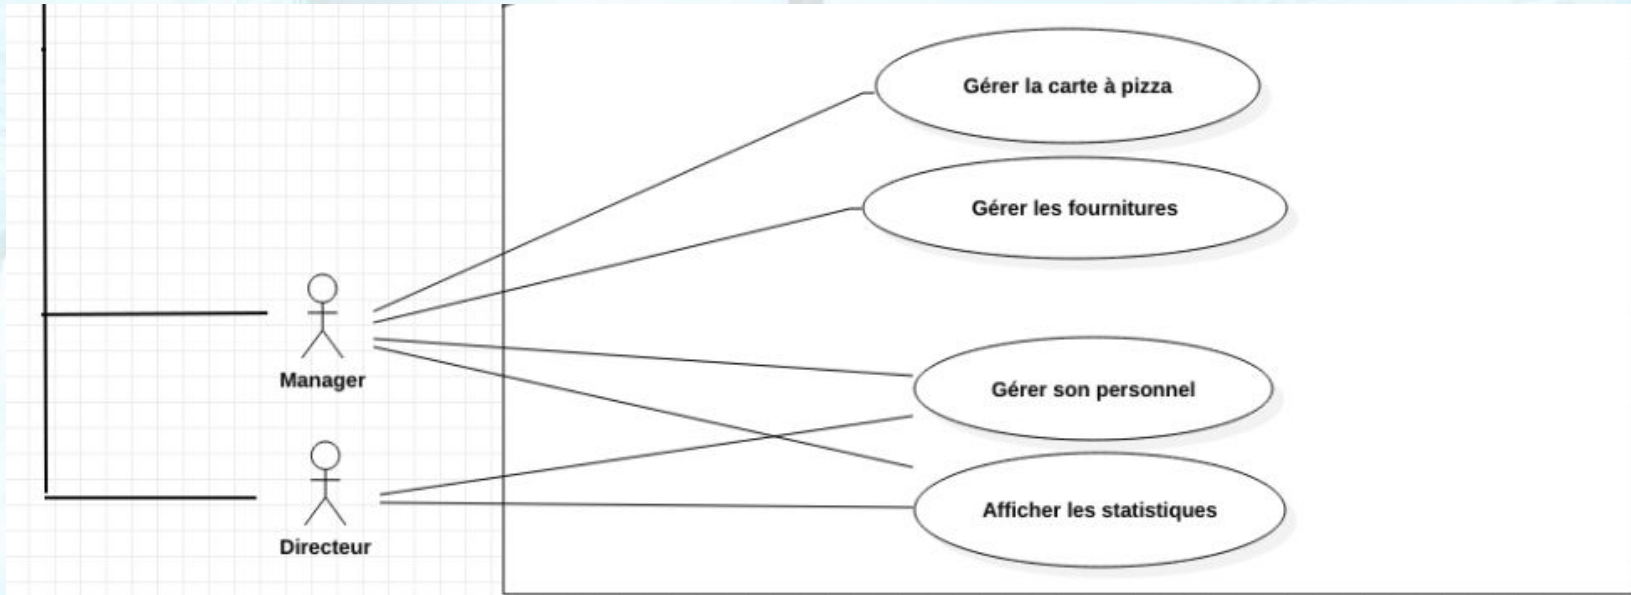 Gérer la carte à pizza
Gérer les fournitures
Manager
Gérer son personnel
Afficher les statistiques
Directeur